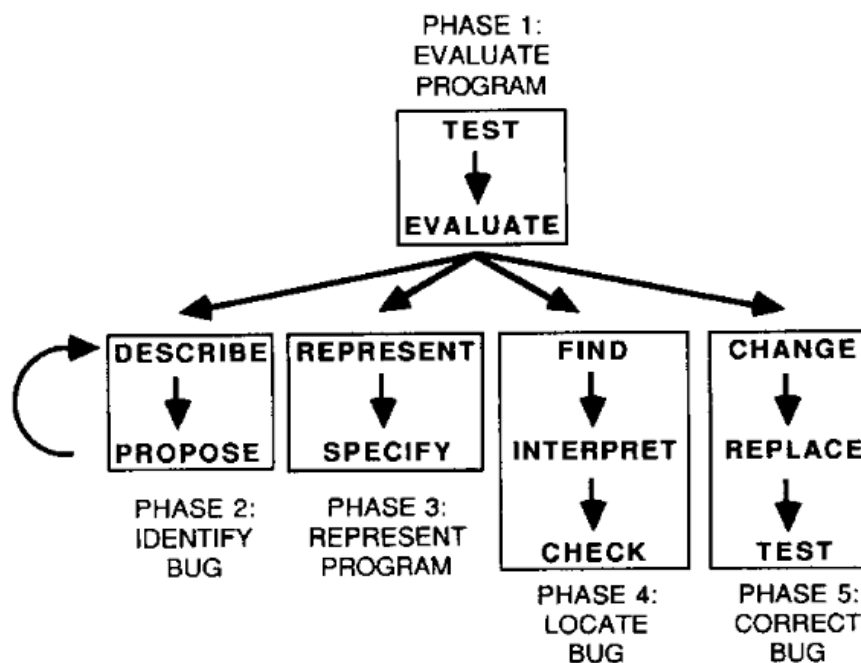 PHASE 1:
EVALUATE
PROGRAM
TEST
EVALUATE
DESCRIBE
PROPOSE
PHASE 2:
IDENTIFY
BUG
REPRESENT
SPECIFY
PHASE 3:
REPRESENT
PROGRAM
FIND
INTERPRET
CHECK
PHASE 4:
LOCATE
BUG
CHANGE
REPLACE
TEST
PHASE 5:
CORRECT
BUG